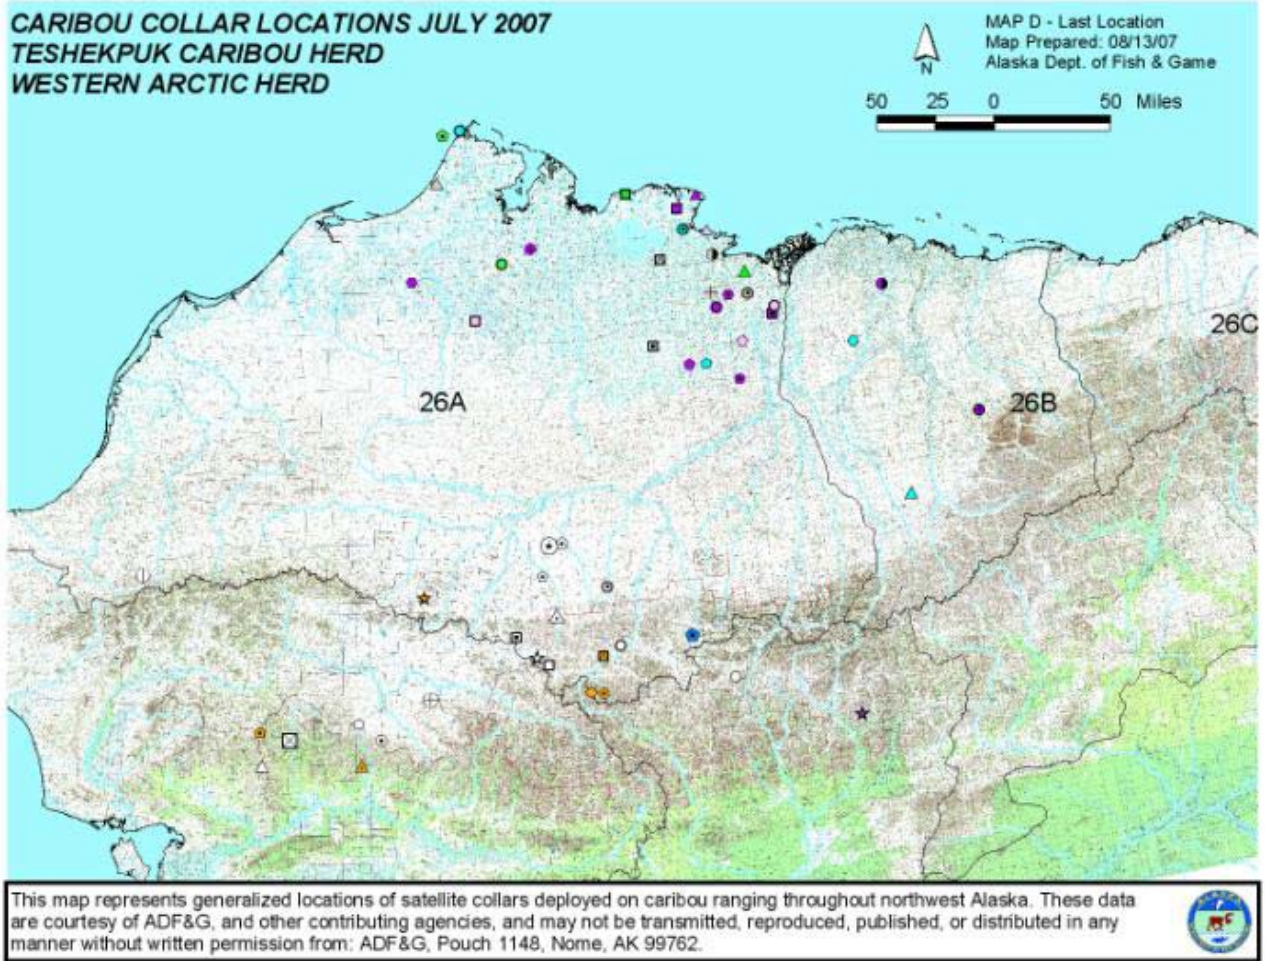 CARIBOU COLLAR LOCATIONS JULY 2007
TESHEKPUK CARIBOU HERD
WESTERN ARCTIC HERD
MAP D - Last Location
Map Prepared: 08/13/07
Alaska Dept. of Fish & Game
N
50 25 0 50 Miles
26C
26A
26B
This map represents generalized locations of satellite collars deployed on caribou ranging throughout northwest Alaska. These data
are courtesy of ADF&G, and other contributing agencies, and may not be transmitted, reproduced, published, or distributed in any
manner without written permission from: ADF&G, Pouch 1148, Nome, AK 99762.